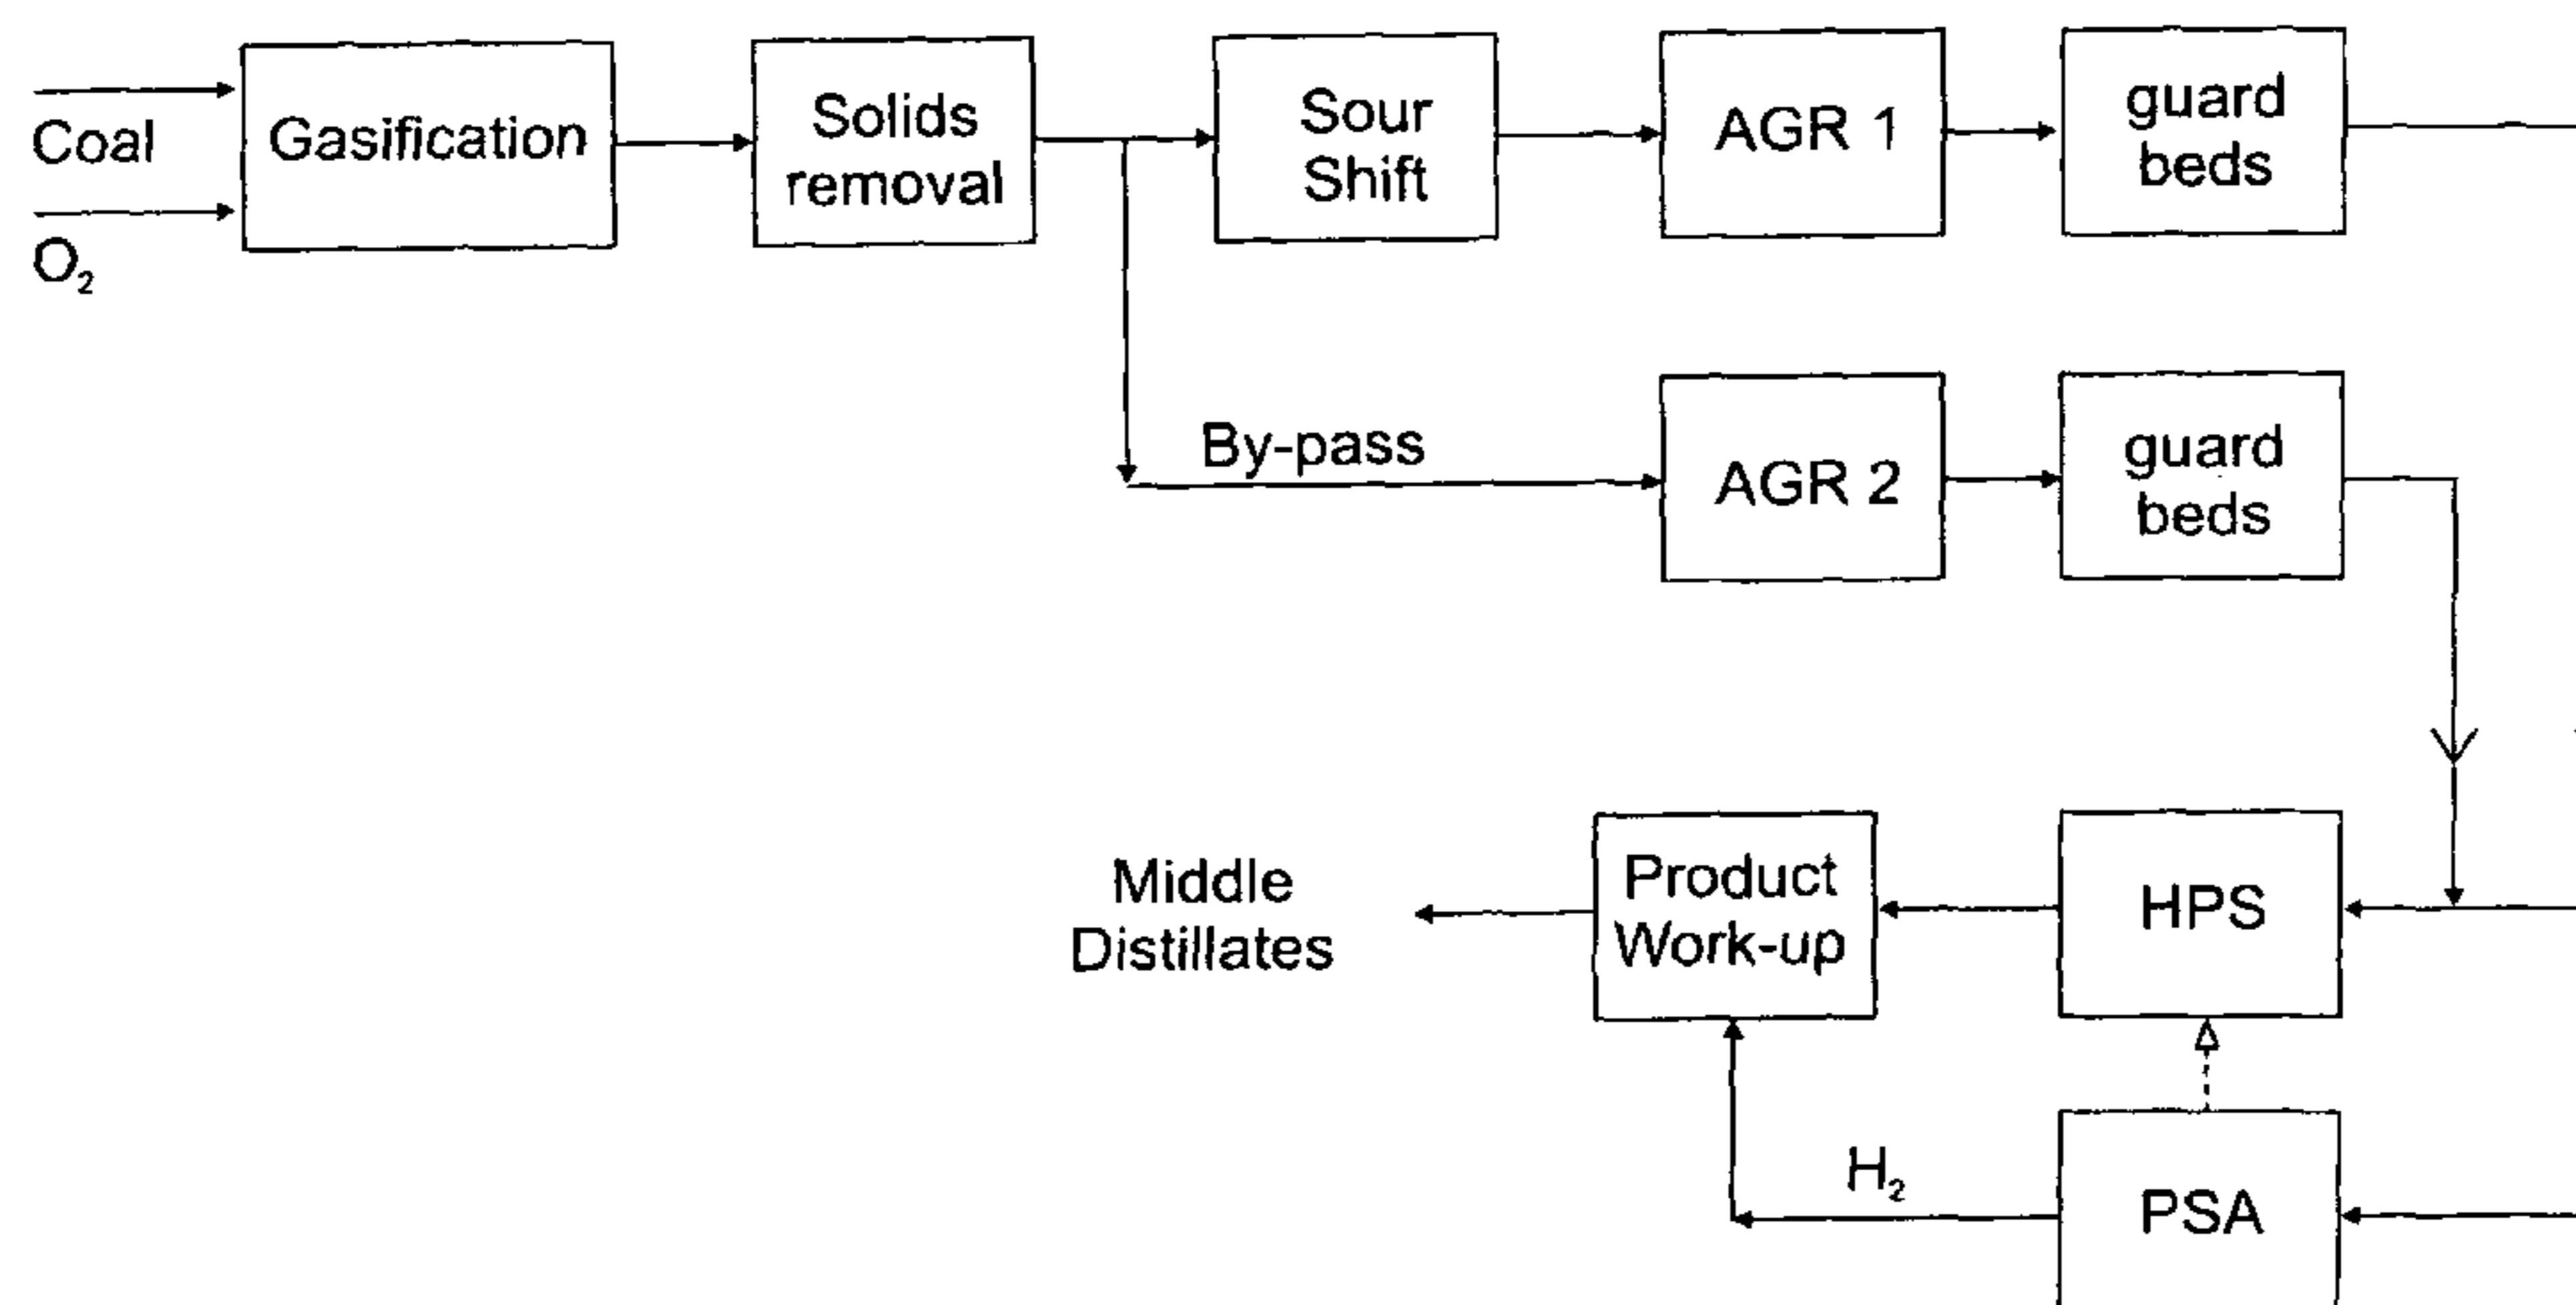 Coal
O₂
Gasification
Solids
removal
Sour
Shift
AGR 1
guard
beds
By-pass
AGR 2
guard
beds
Middle
Distillates
Product
Work-up
HPS
H₂
PSA